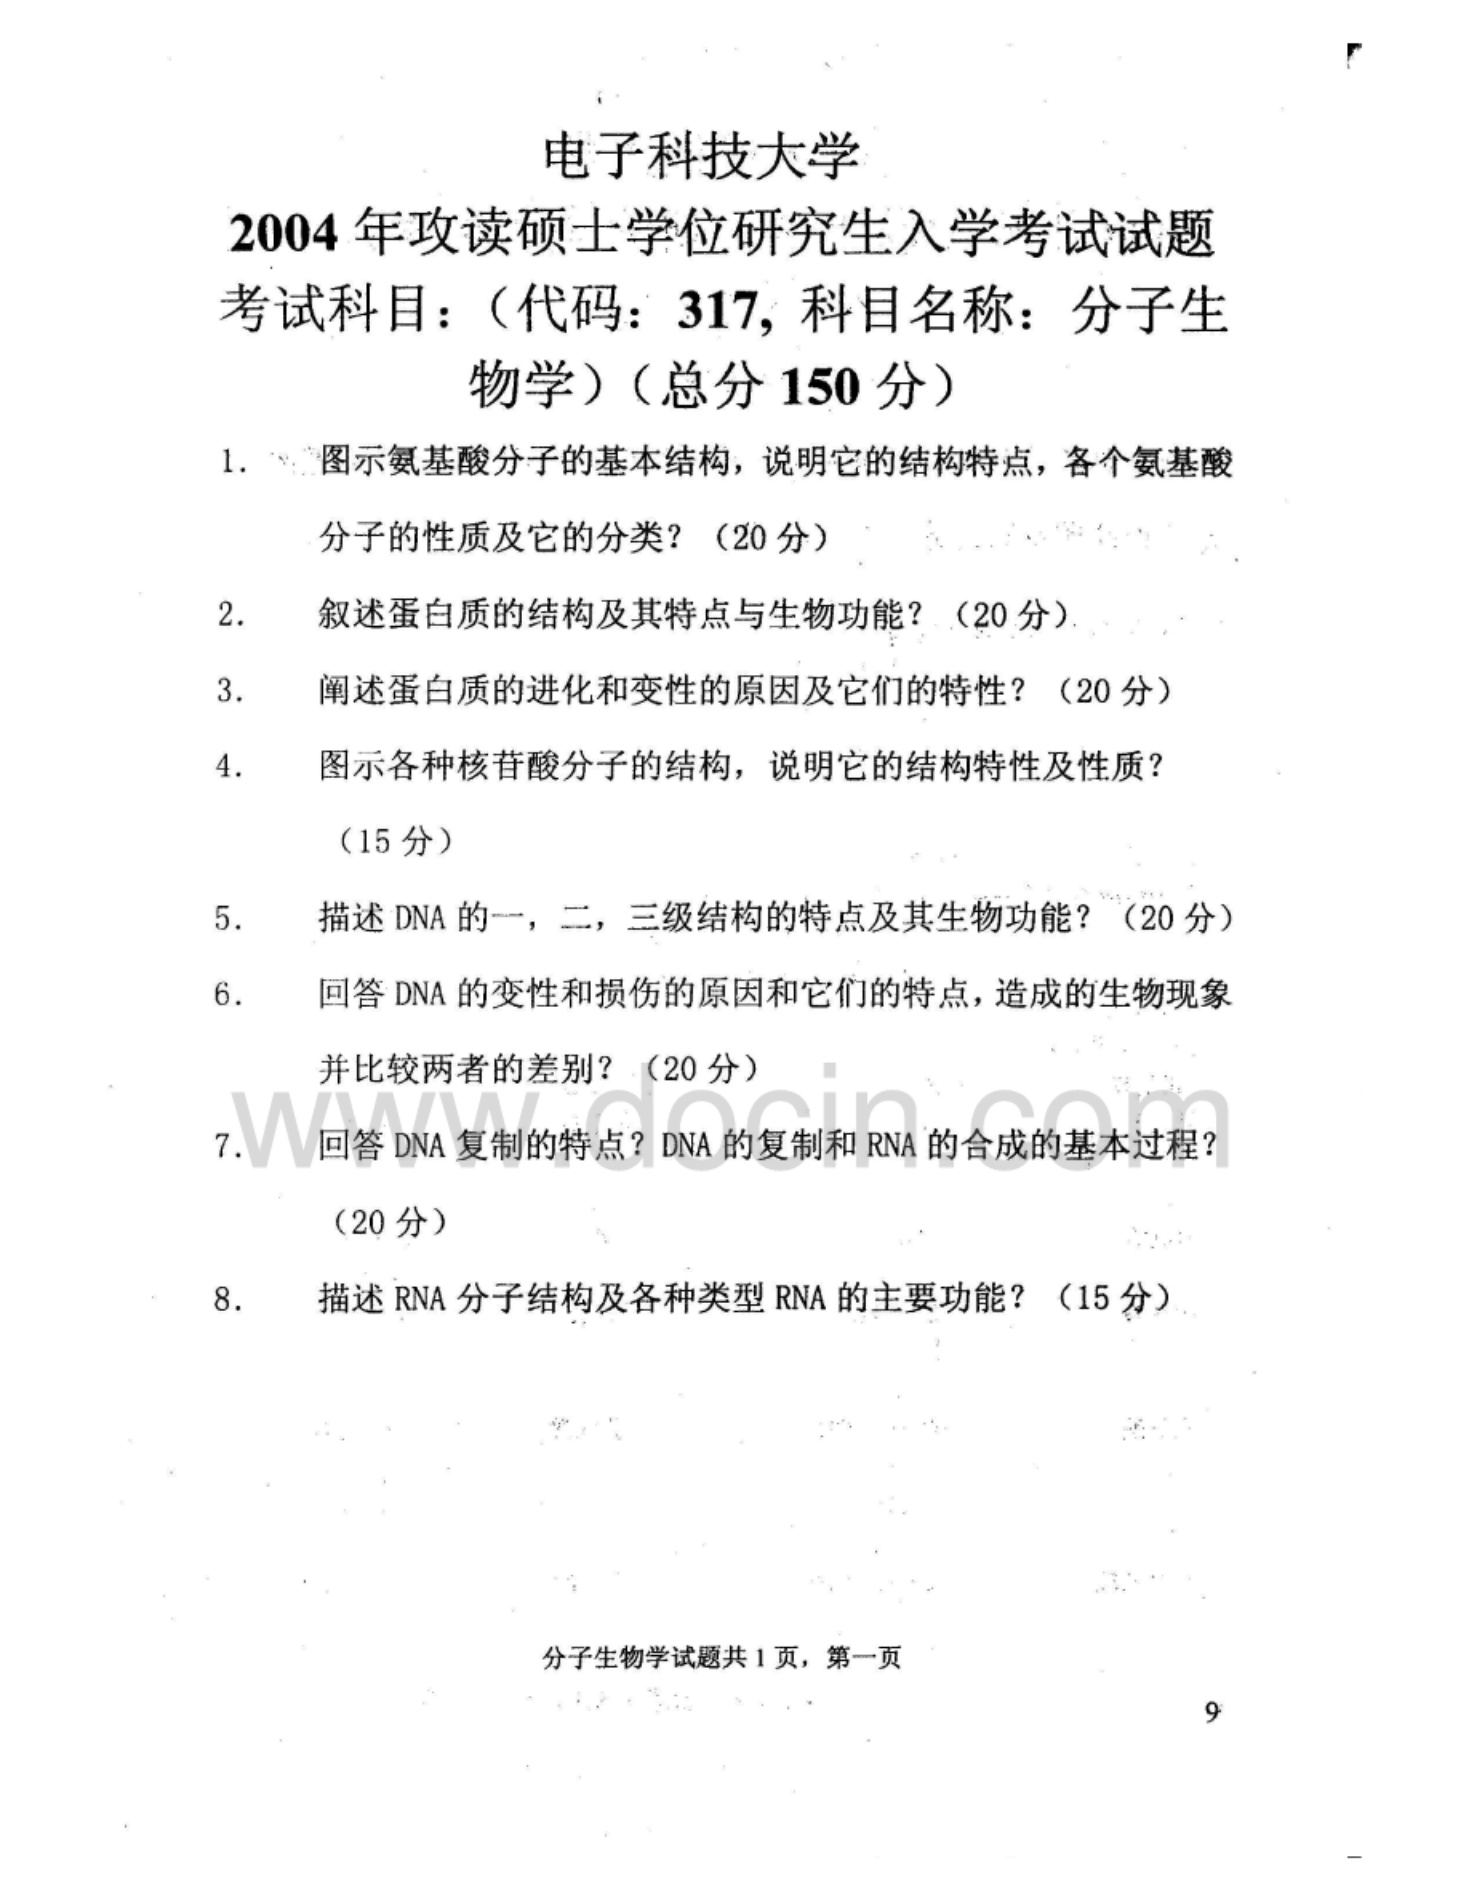 电子科技大学
2004 年攻读硕士学位研究生入学考试试题
考试科目：（代码：317, 科目名称：分子生
物学）（总分 150 分）
1. 图示氨基酸分子的基本结构，说明它的结构特点，各个氨基酸
分子的性质及它的分类？（20 分）
2. 叙述蛋白质的结构及其特点与生物功能？（20 分）
3. 阐述蛋白质的进化和变性的原因及它们的特性？（20 分）
4. 图示各种核苷酸分子的结构，说明它的结构特性及性质？
（15 分）
5. 描述 DNA 的一，二，三级结构的特点及其生物功能？（20 分）
6. 回答 DNA 的变性和损伤的原因和它们的特点，造成的生物现象
并比较两者的差别？（20 分）
www.docin.com
7. 回答 DNA 复制的特点？DNA 的复制和 RNA 的合成的基本过程？
（20 分）
8. 描述 RNA 分子结构及各种类型 RNA 的主要功能？（15 分）
分子生物学试题共 1 页，第一页
9